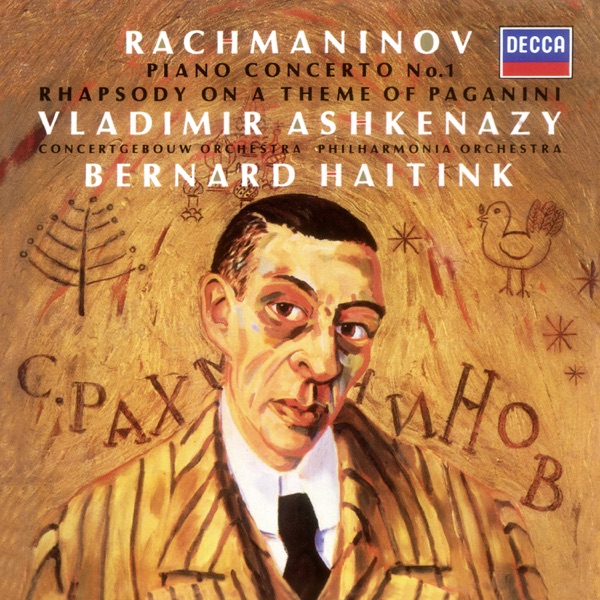 RACHMANINOV
DECCA
PIANO CONCERTO No.1
RHAPSODY ON A THEME OF PAGANINI
VLADIMIR ASHKENAZY
CONCERTGEBOUW ORCHESTRA PHILHARMONIA ORCHESTRA
BERNARD HAITINK
С.РАХМ ИНОВ